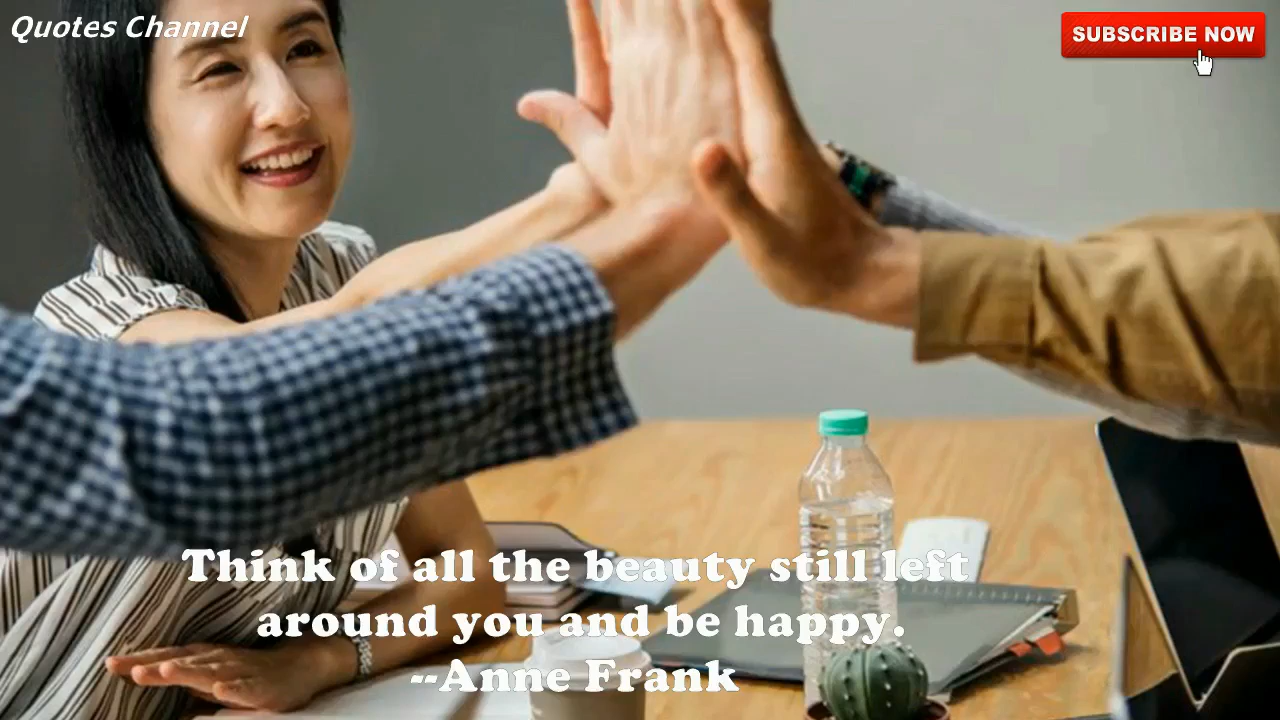 Quotes Channel
SUBSCRIBE NOW
Think of all the beauty still left
around you and be happy.
--Anne Frank